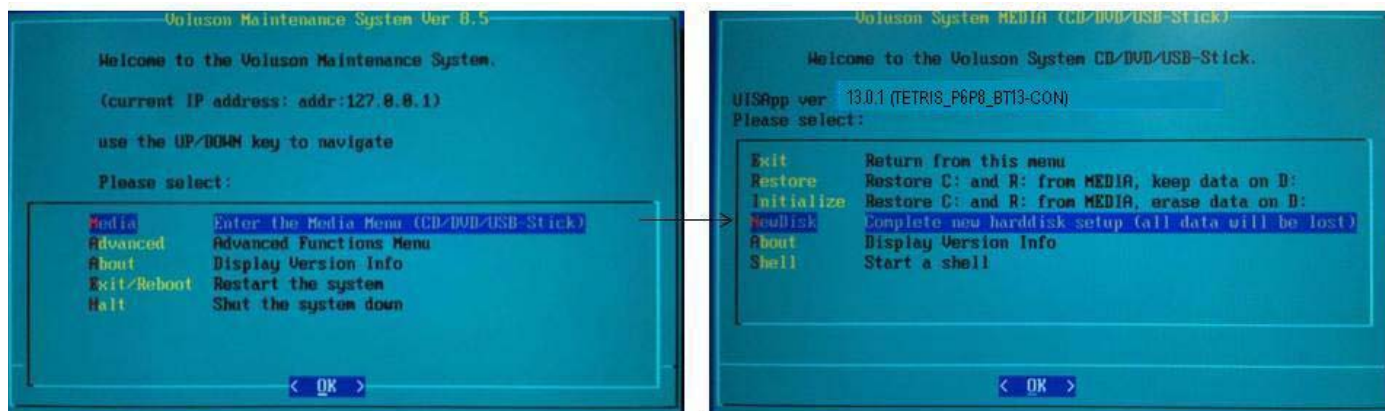 Voluson Maintenance System Ver 8.5
Welcome to the Voluson Maintenance System.
(current IP address: addr:127.0.0.1)
use the UP/DOWN key to navigate
Please select:
Media Enter the Media Menu (CD/DVD/USB-Stick)
Advanced Advanced Functions Menu
About Display Version Info
Exit/Reboot Restart the system
Halt Shut the system down
< OK >
Voluson System MEDIA (CD/DVD/USB-Stick)
Welcome to the Voluson System CD/DVD/USB-Stick.
UISApp ver 13.0.1 (TETRIS_P6P8_BT13-CON)
Please select:
Exit Return from this menu
Restore Restore C: and R: from MEDIA, keep data on D:
Initialize Restore C: and R: from MEDIA, erase data on D:
NewDisk Complete new harddisk setup (all data will be lost)
About Display Version Info
Shell Start a shell
< OK >